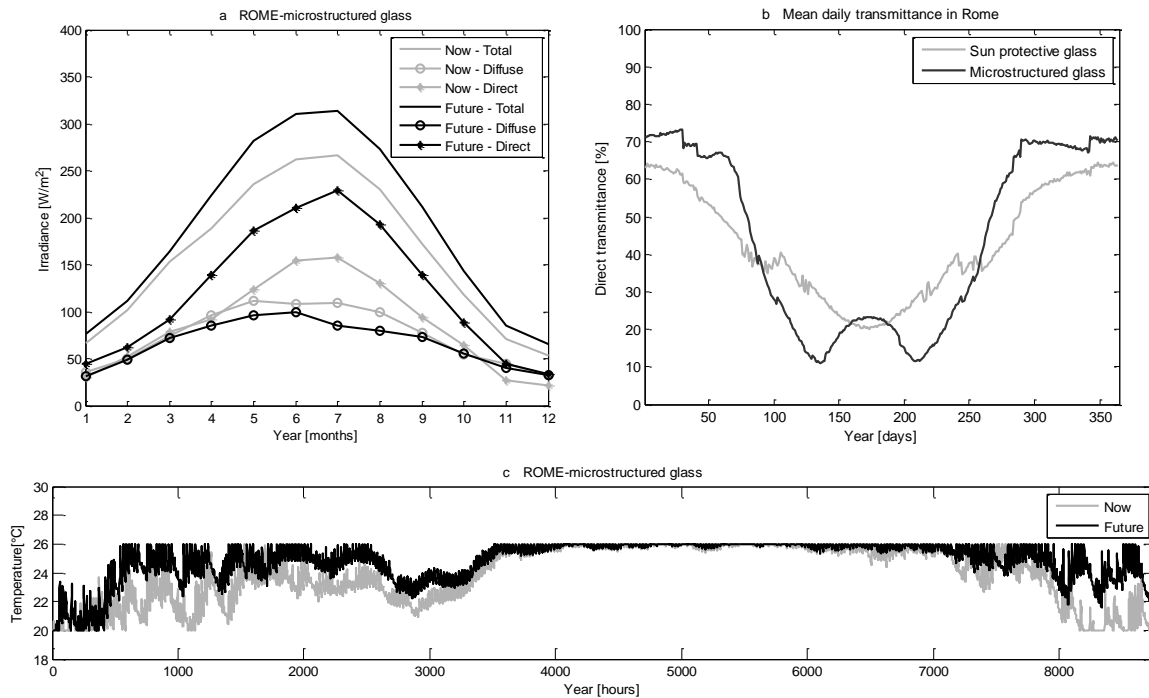 a ROME-microstructured glass
400
350
300
250
200
150
100
50
0
Irradiance [W/m²]
1 2 3 4 5 6 7 8 9 10 11 12
Year [months]
Now - Total
Now - Diffuse
Now - Direct
Future - Total
Future - Diffuse
Future - Direct
b Mean daily transmittance in Rome
100
90
80
70
60
50
40
30
20
10
0
Direct transmittance [%]
50 100 150 200 250 300 350
Year [days]
Sun protective glass
Microstructured glass
c ROME-microstructured glass
30
28
26
24
22
20
18
Temperature[°C]
0 1000 2000 3000 4000 5000 6000 7000 8000
Year [hours]
Now
Future